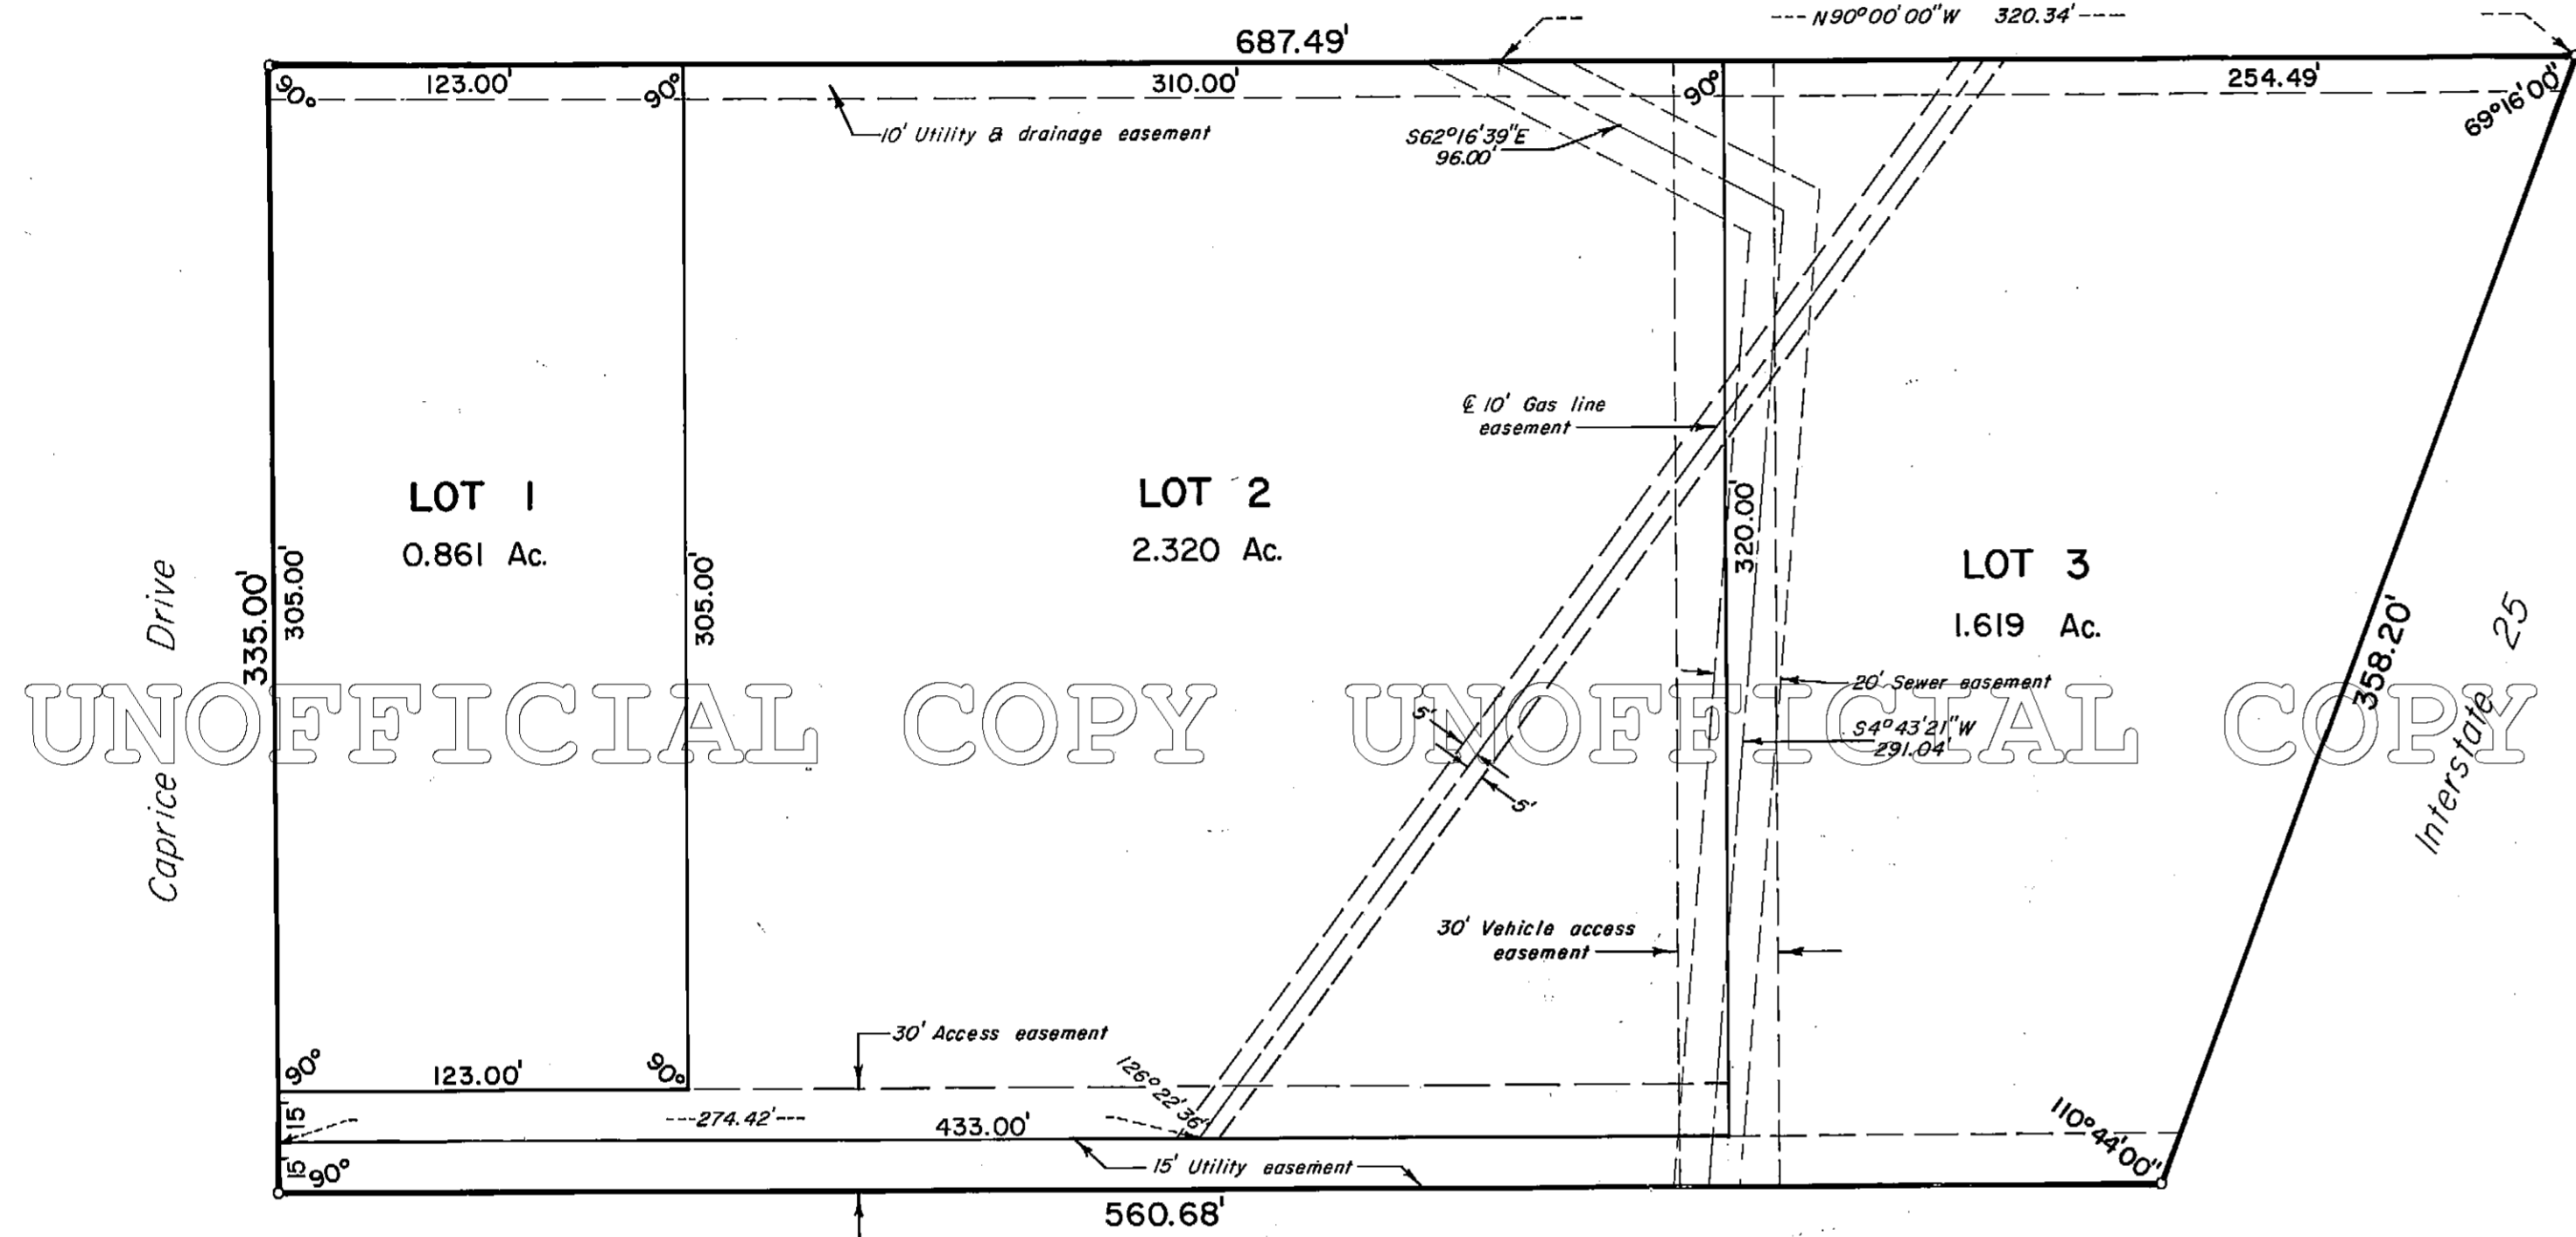 ---N90°00'00"W 320.34'---
687.49'
90°
123.00'
90°
310.00'
90°
254.49'
69°16'00"
10' Utility & drainage easement
S62°16'39"E
96.00'
℄ 10' Gas line
easement
LOT 1
0.861 Ac.
LOT 2
2.320 Ac.
LOT 3
1.619 Ac.
Caprice Drive
335.00'
305.00'
305.00'
320.00'
358.20'
Interstate 25
UNOFFICIAL COPY UNOFFICIAL COPY
20' Sewer easement
S4°43'21"W
291.04'
5'
5'
30' Vehicle access
easement
30' Access easement
90°
123.00'
90°
126°22'36"
15'
---274.42'---
433.00'
110°44'00"
15'
90°
15' Utility easement
560.68'